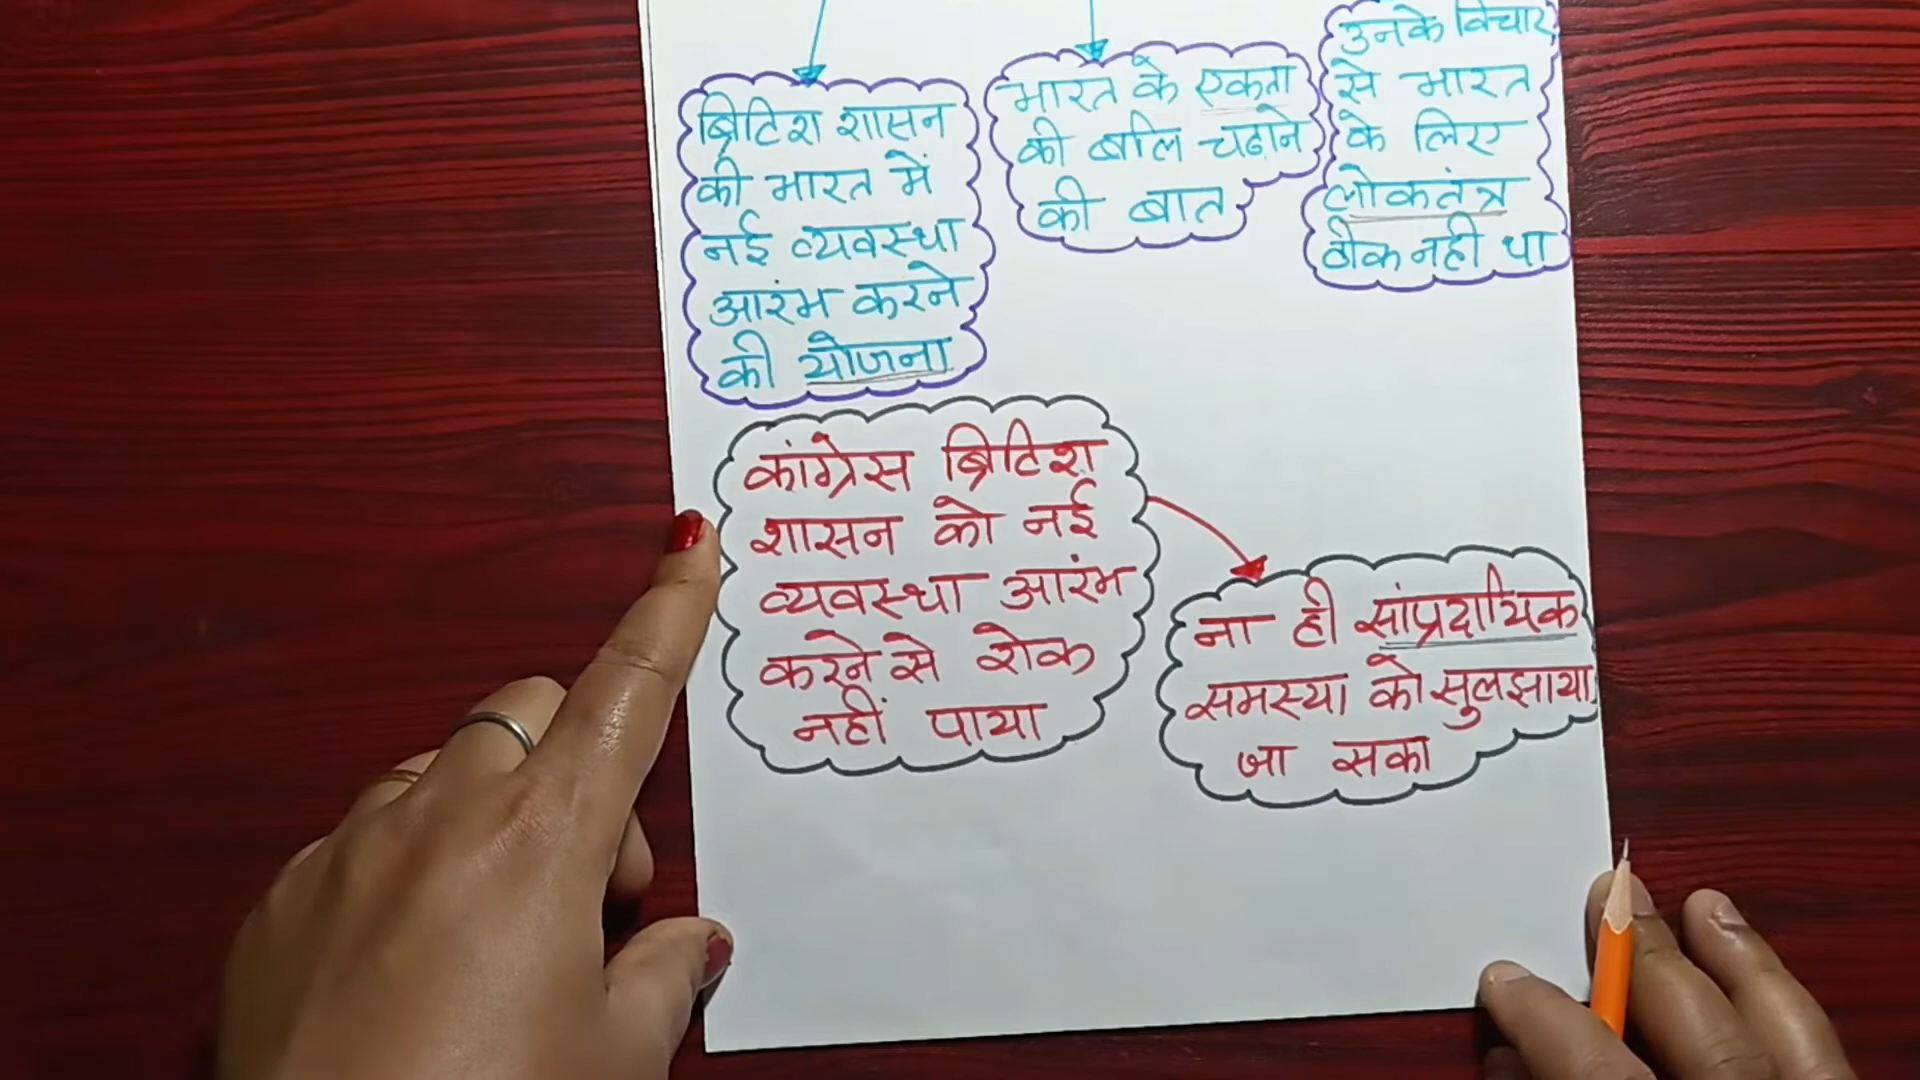 ब्रिटिश शासन
की भारत में
नई व्यवस्था
आरंभ करने
की योजना
भारत के एकता
की बलि चढाने
की बात
उनके विचार
से भारत
के लिए
लोकतंत्र
ठीक नही था
कांग्रेस ब्रिटिश
शासन को नई
व्यवस्था आरंभ
करने से रोक
नहीं पाया
ना ही सांप्रदायिक
समस्या को सुलझाया
जा सका